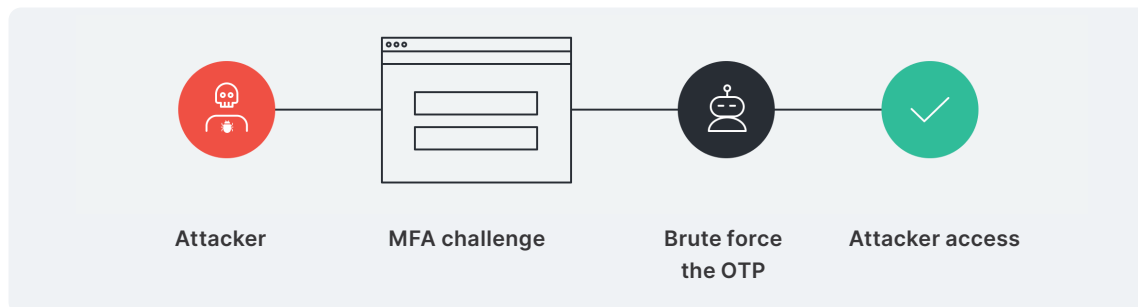 Attacker
MFA challenge
Brute force
the OTP
Attacker access